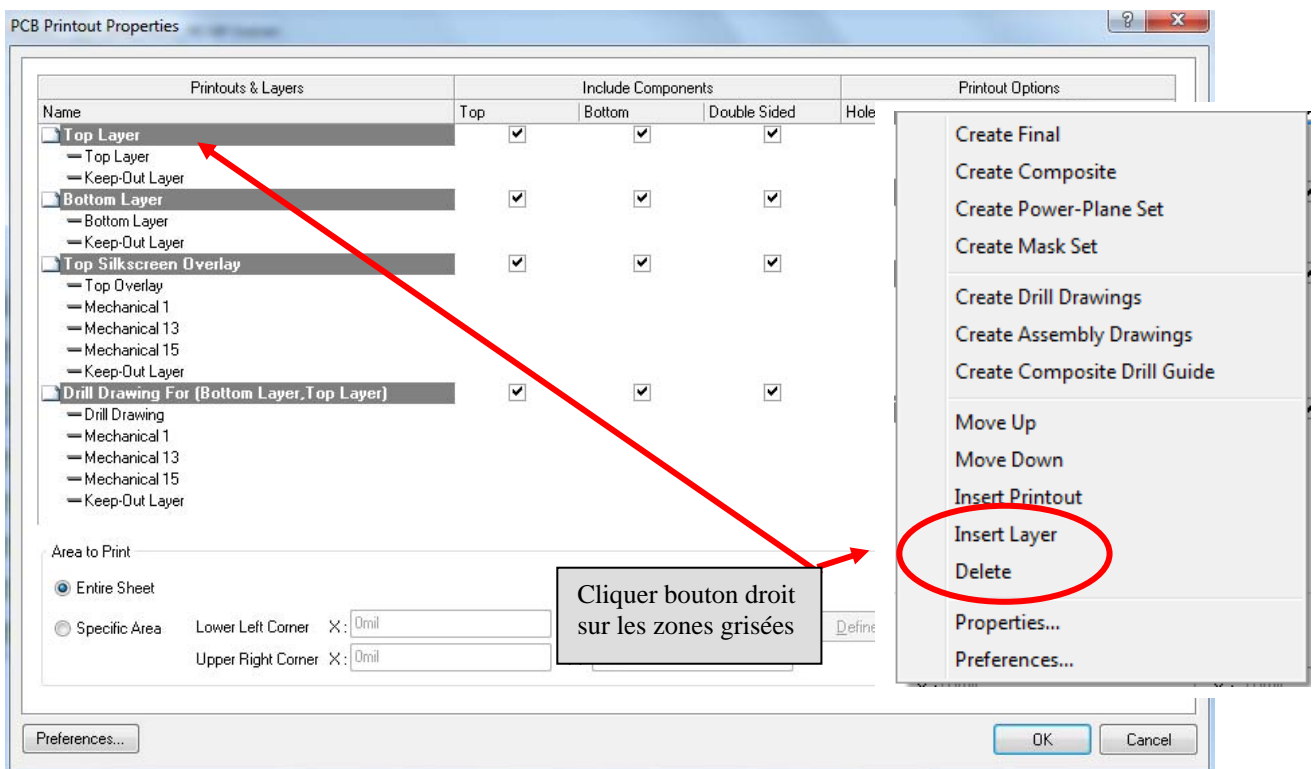 PCB Printout Properties
Printouts & Layers Include Components Printout Options
Name Top Bottom Double Sided Hole
Top Layer
Top Layer
Keep-Out Layer
Bottom Layer
Bottom Layer
Keep-Out Layer
Top Silkscreen Overlay
Top Overlay
Mechanical 1
Mechanical 13
Mechanical 15
Keep-Out Layer
Drill Drawing For (Bottom Layer,Top Layer)
Drill Drawing
Mechanical 1
Mechanical 13
Mechanical 15
Keep-Out Layer
Area to Print
Entire Sheet
Specific Area Lower Left Corner X: 0mil Define
Upper Right Corner X: 0mil
Cliquer bouton droit
sur les zones grisées
Create Final
Create Composite
Create Power-Plane Set
Create Mask Set
Create Drill Drawings
Create Assembly Drawings
Create Composite Drill Guide
Move Up
Move Down
Insert Printout
Insert Layer
Delete
Properties...
Preferences...
Preferences... OK Cancel